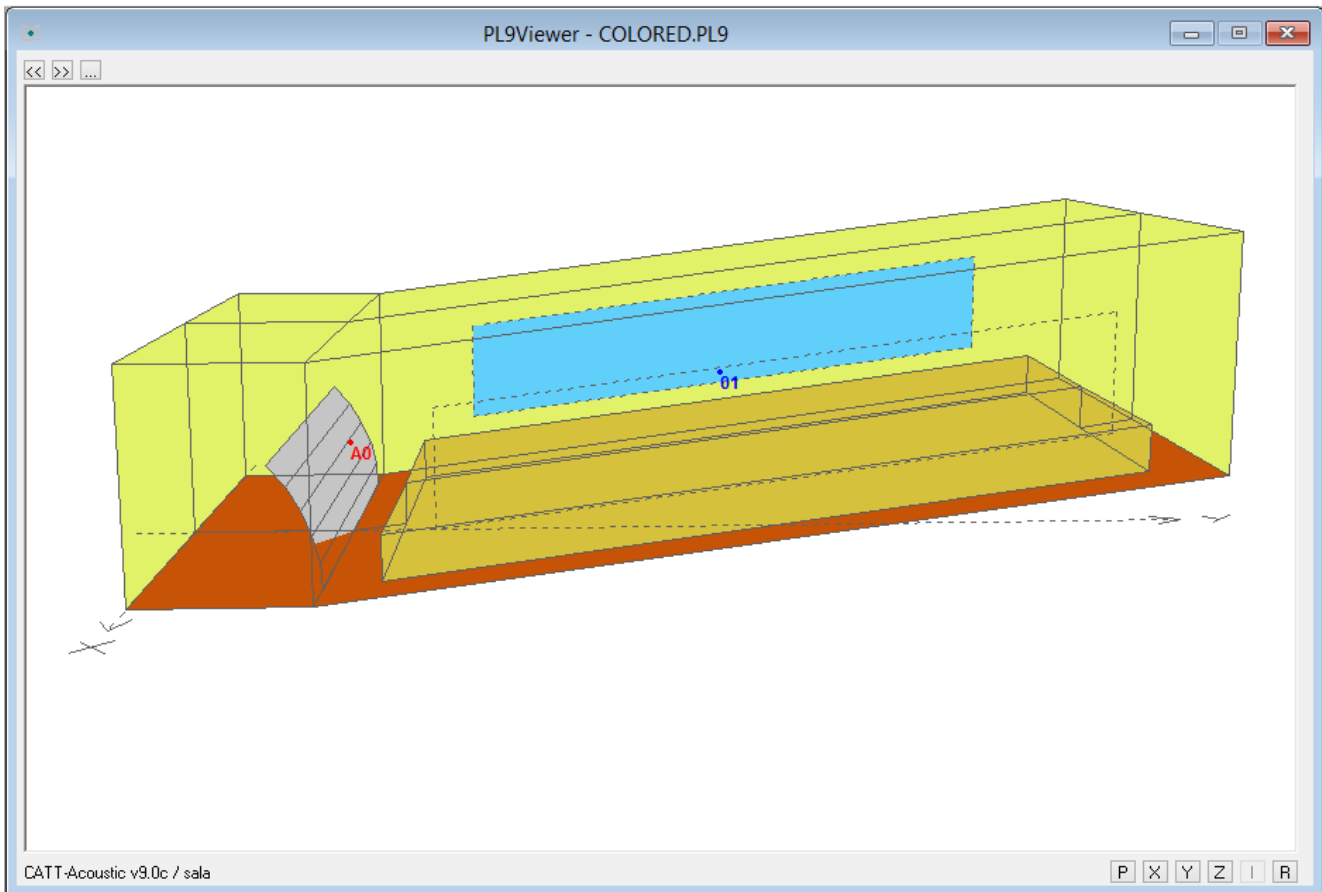 PL9Viewer - COLORED.PL9
<< >> ...
01
A0
CATT-Acoustic v9.0c / sala
P X Y Z I R